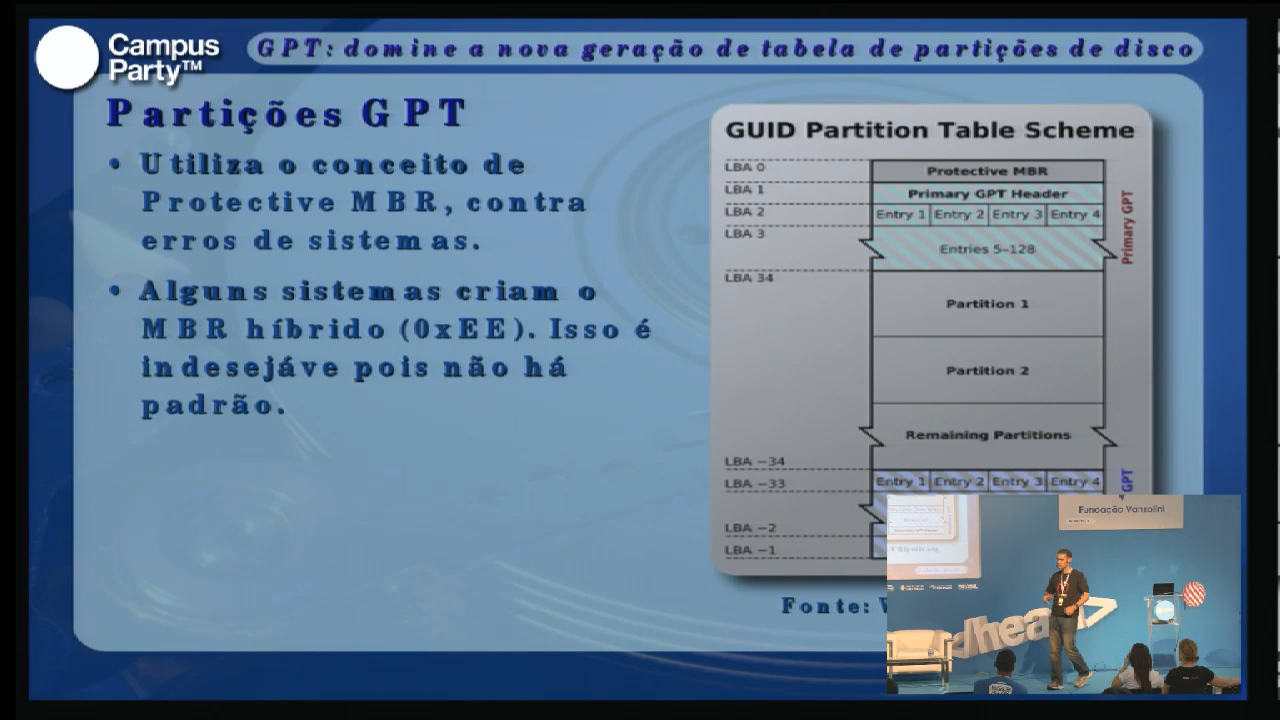 Campus
Party™
GPT: domine a nova geração de tabela de partições de disco
Partições GPT
• Utiliza o conceito de
Protective MBR, contra
erros de sistemas.
• Alguns sistemas criam o
MBR híbrido (0xEE). Isso é
indesejáve pois não há
padrão.
GUID Partition Table Scheme
LBA 0
Protective MBR
LBA 1
Primary GPT Header
LBA 2
Entry 1 Entry 2 Entry 3 Entry 4
LBA 3
Entries 5–128
Primary GPT
LBA 34
Partition 1
Partition 2
Remaining Partitions
LBA −34
LBA −33
Entry 1 Entry 2 Entry 3 Entry 4
GPT
LBA −2
LBA −1
Fonte:
Fundação Vanzolini